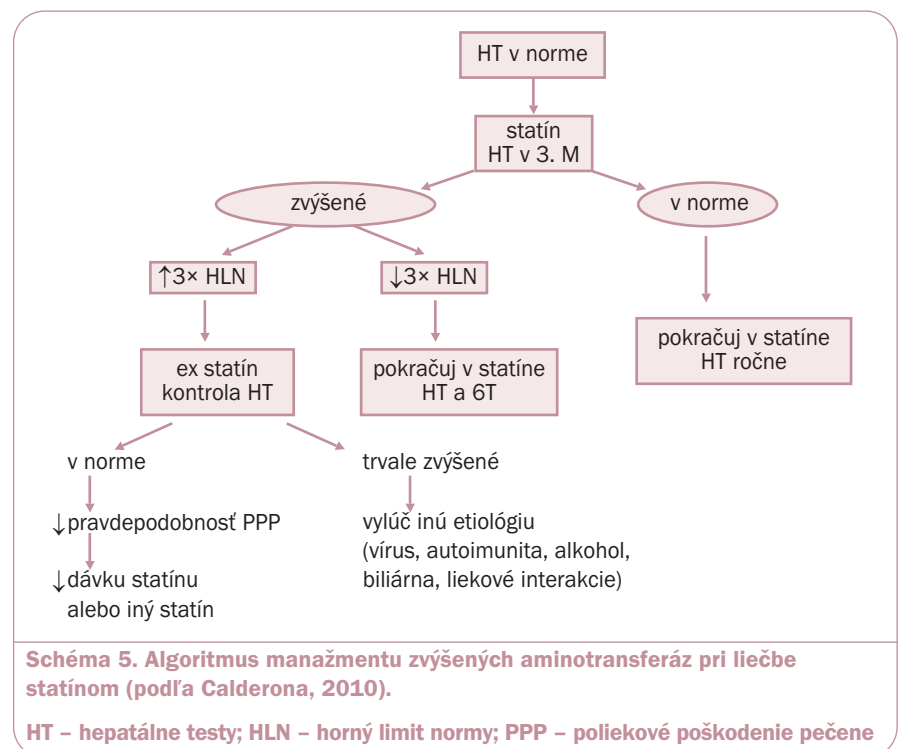 HT v norme
statín
HT v 3. M
zvýšené
v norme
↑3× HLN
↓3× HLN
ex statín
kontrola HT
pokračuj v statíne
HT a 6T
pokračuj v statíne
HT ročne
v norme
trvale zvýšené
↓pravdepodobnosť PPP
vylúč inú etiológiu
(vírus, autoimunita, alkohol,
biliárna, liekové interakcie)
↓dávku statínu
alebo iný statín
Schéma 5. Algoritmus manažmentu zvýšených aminotransferáz pri liečbe
statínom (podľa Calderona, 2010).
HT – hepatálne testy; HLN – horný limit normy; PPP – poliekové poškodenie pečene